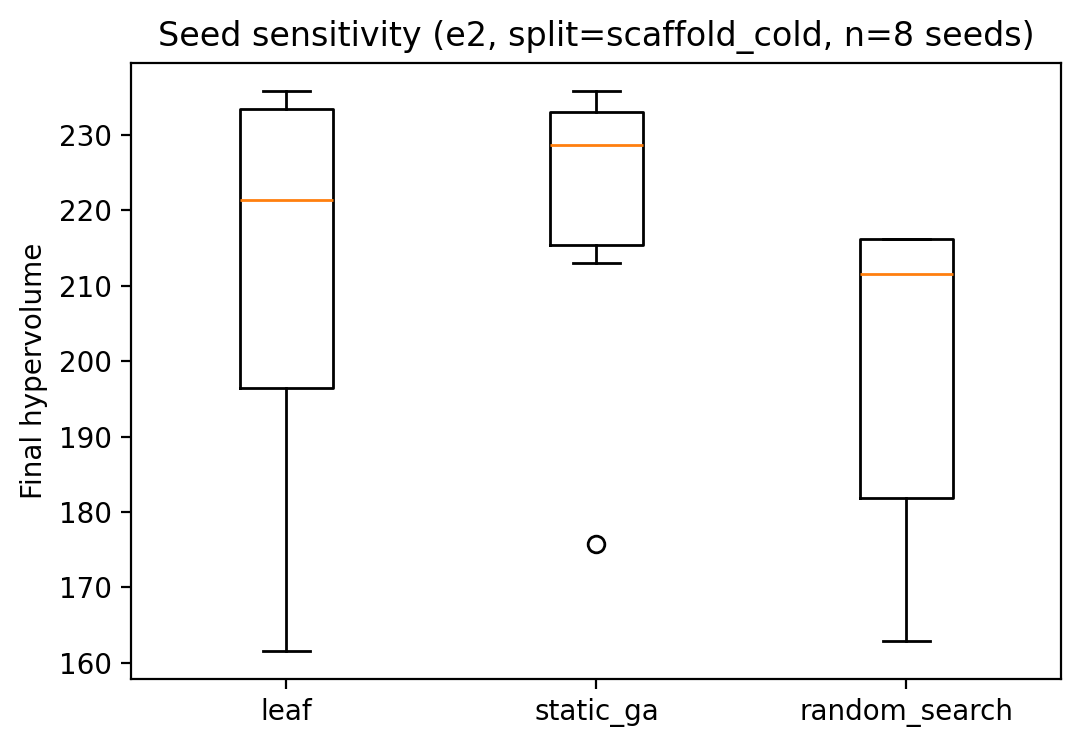 Seed sensitivity (e2, split=scaffold_cold, n=8 seeds)
Final hypervolume
230
220
210
200
190
180
170
160
leaf
static_ga
random_search